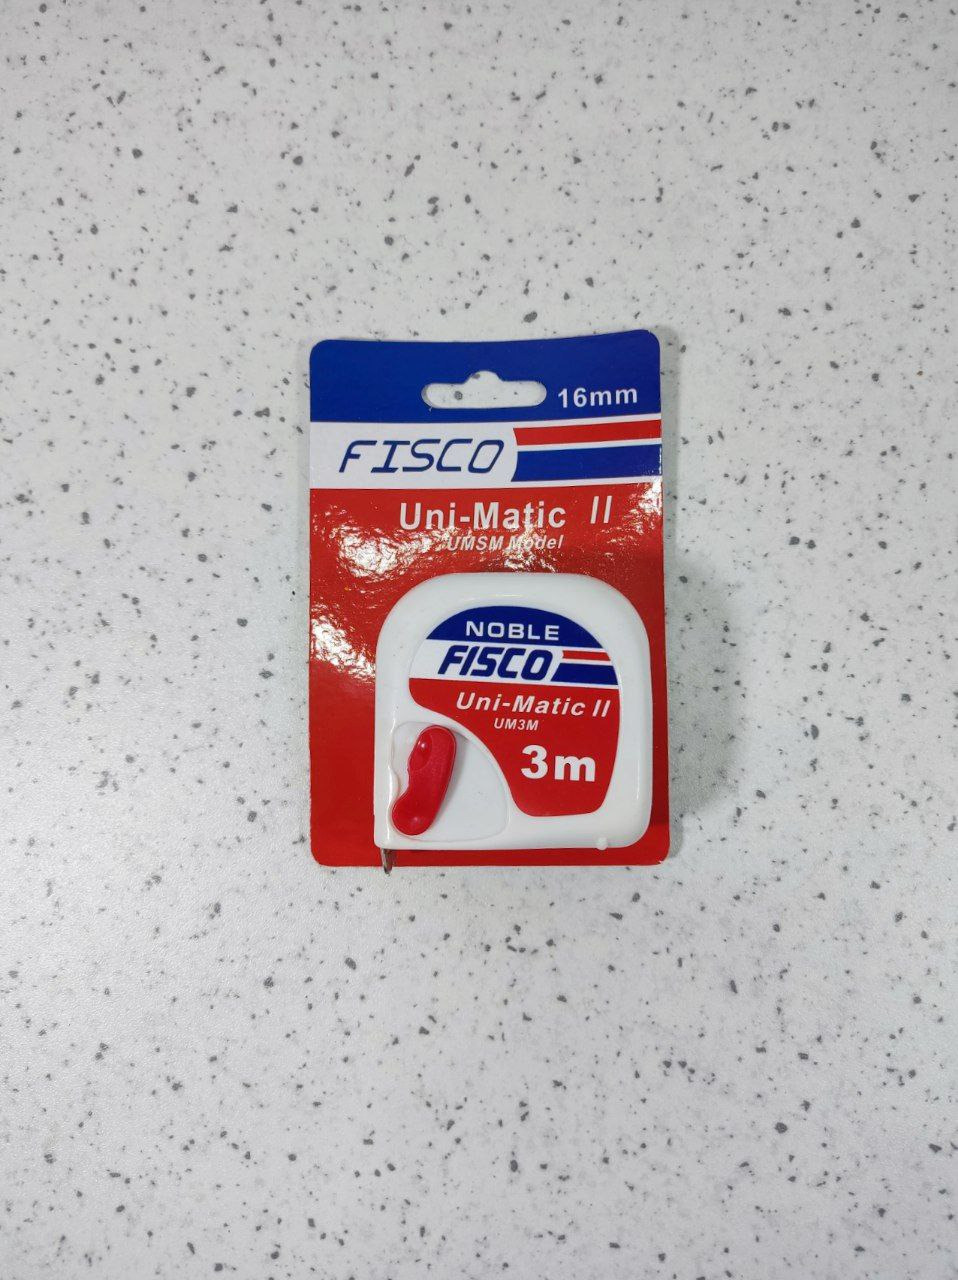 16mm
FISCO
Uni-Matic II
UMSM Model
NOBLE
FISCO
Uni-Matic II
UM3M
3m